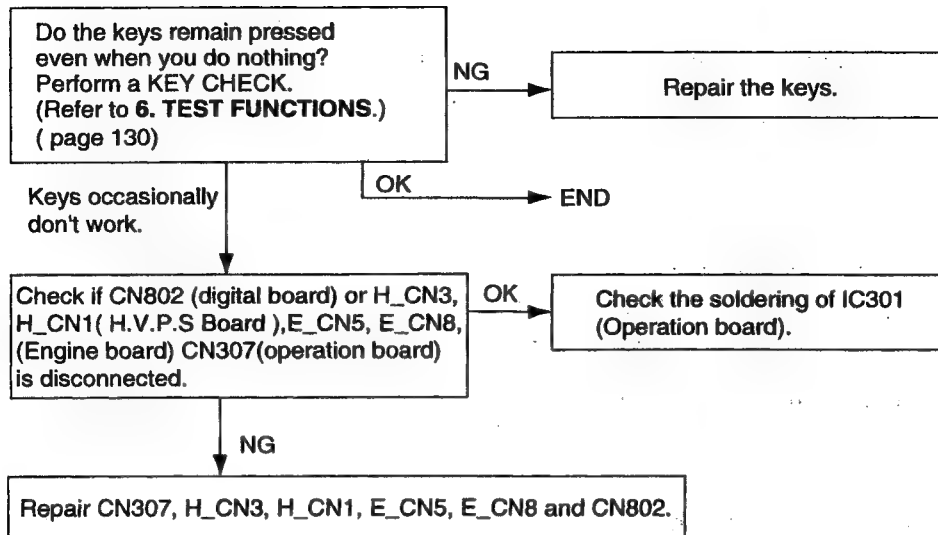 Do the keys remain pressed
even when you do nothing?
Perform a KEY CHECK.
(Refer to 6. TEST FUNCTIONS.)
( page 130)
NG
Repair the keys.
OK
END
Keys occasionally
don't work.
Check if CN802 (digital board) or H_CN3,
H_CN1( H.V.P.S Board ),E_CN5, E_CN8,
(Engine board) CN307(operation board)
is disconnected.
OK
Check the soldering of IC301
(Operation board).
NG
Repair CN307, H_CN3, H_CN1, E_CN5, E_CN8 and CN802.